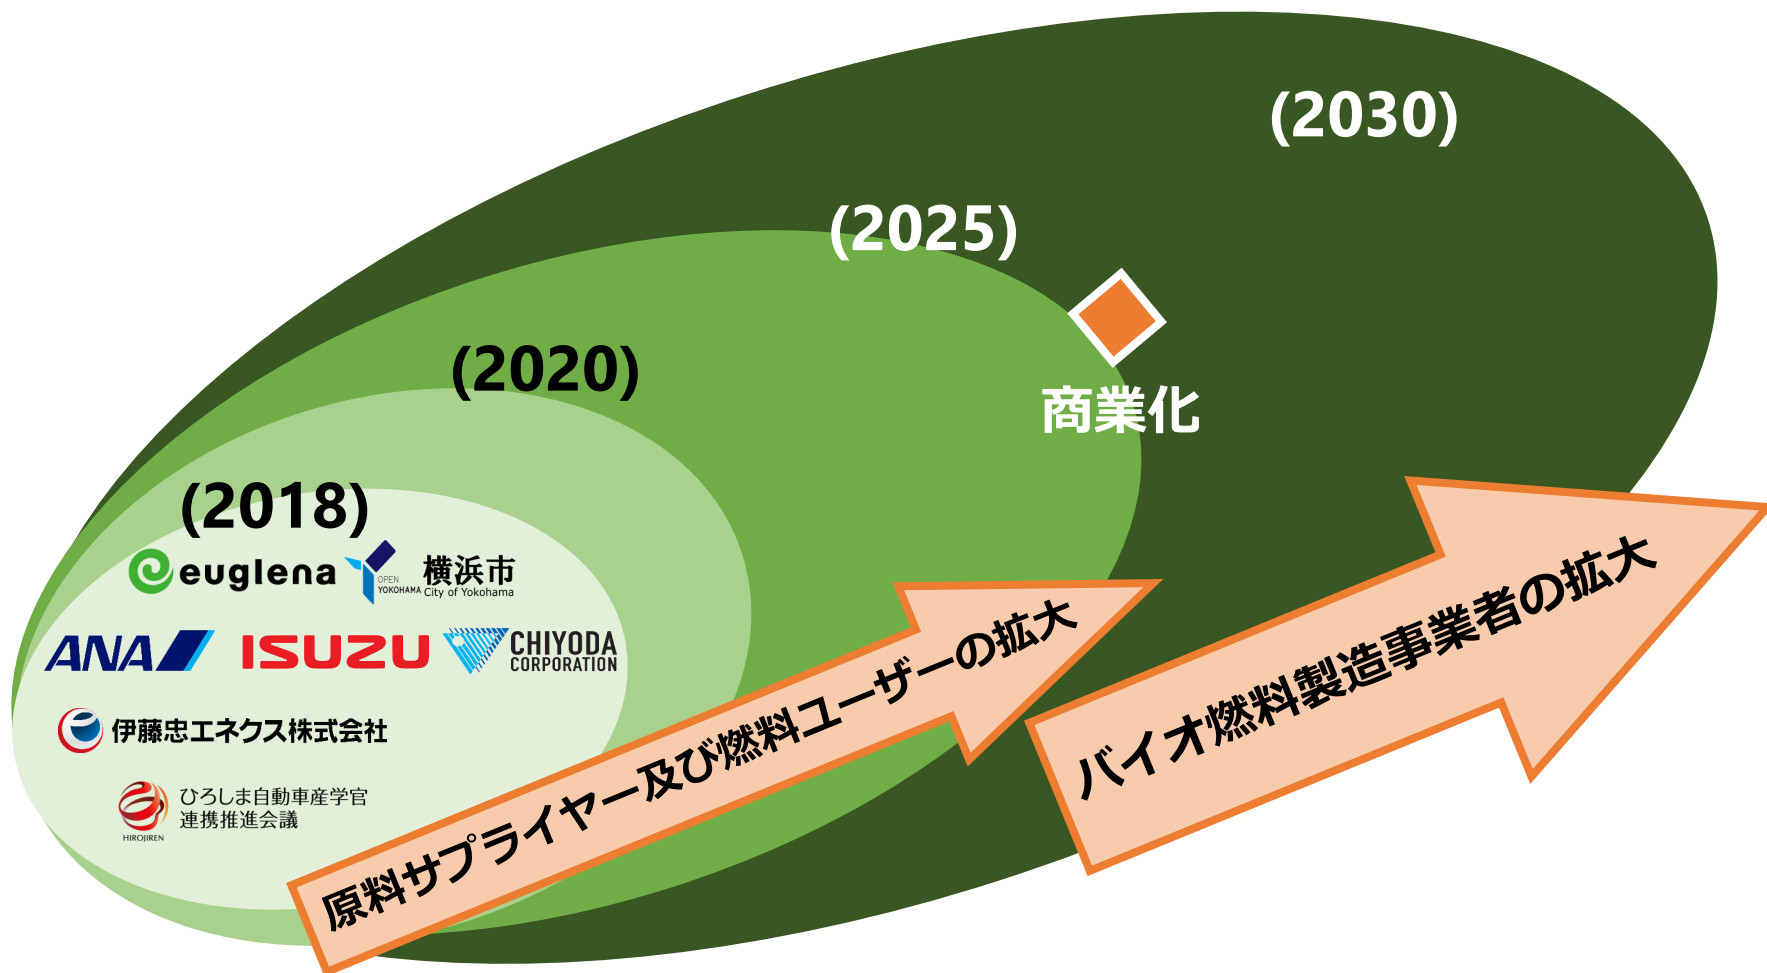 (2030)
(2025)
商業化
(2020)
(2018)
euglena
OPEN
YOKOHAMA
横浜市
City of Yokohama
ANA
ISUZU
CHIYODA
CORPORATION
伊藤忠エネクス株式会社
HIROJIREN
ひろしま自動車産学官
連携推進会議
原料サプライヤー及び燃料ユーザーの拡大
バイオ燃料製造事業者の拡大